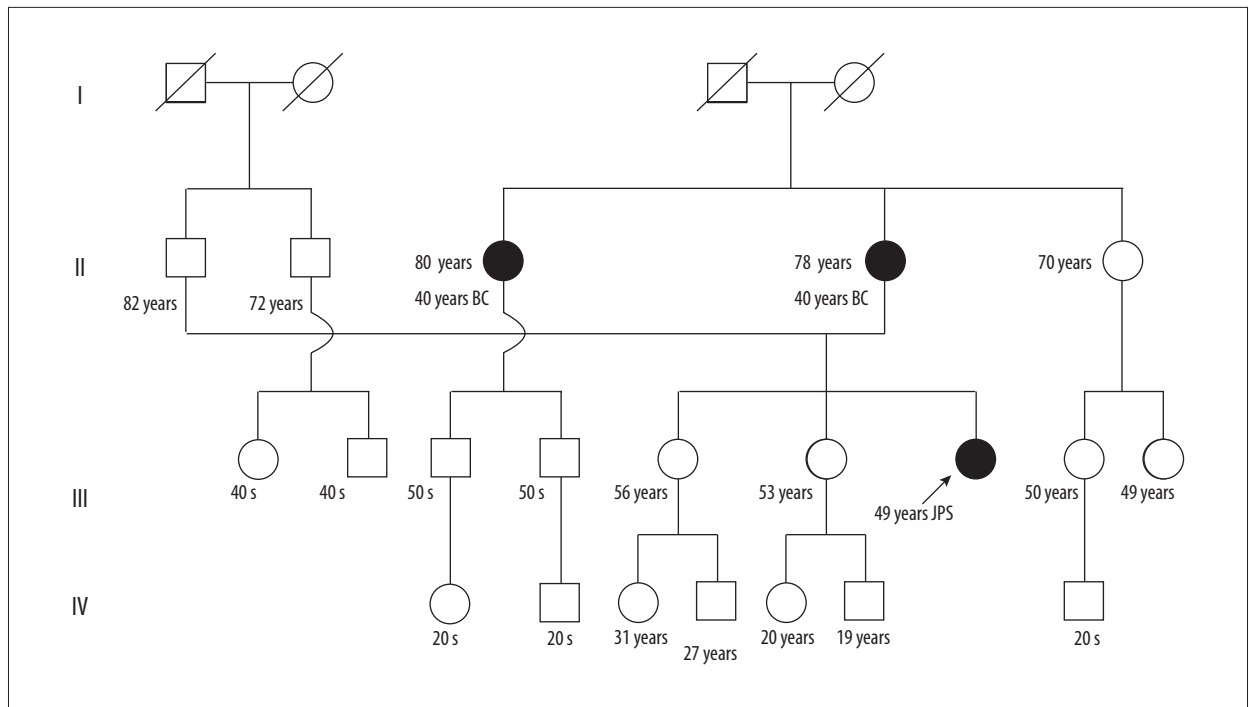 I
II
82 years
72 years
80 years
40 years BC
78 years
40 years BC
70 years
III
40 s
40 s
50 s
50 s
56 years
53 years
49 years JPS
50 years
49 years
IV
20 s
20 s
31 years
27 years
20 years
19 years
20 s